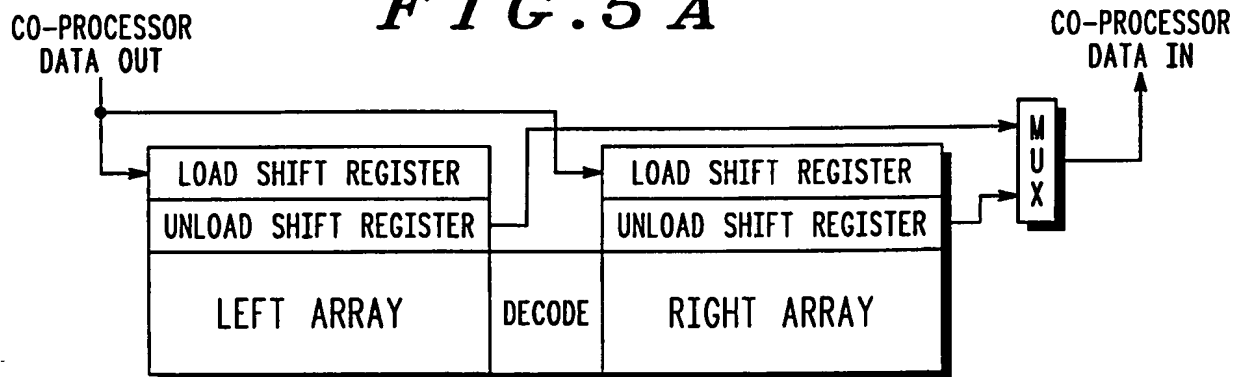 FIG.5A
CO-PROCESSOR
DATA OUT
CO-PROCESSOR
DATA IN
MUX
LOAD SHIFT REGISTER
LOAD SHIFT REGISTER
UNLOAD SHIFT REGISTER
UNLOAD SHIFT REGISTER
LEFT ARRAY
DECODE
RIGHT ARRAY